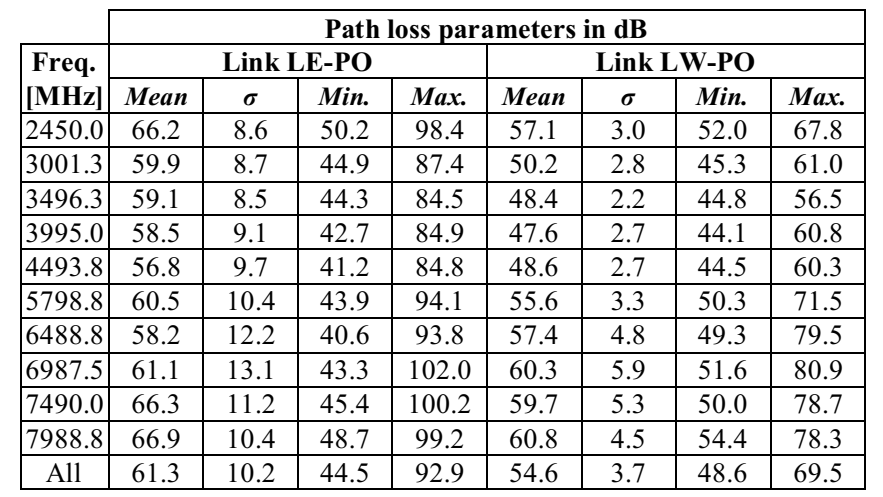 Path loss parameters in dB
Freq. Link LE-PO Link LW-PO
[MHz] Mean σ Min. Max. Mean σ Min. Max.
2450.0 66.2 8.6 50.2 98.4 57.1 3.0 52.0 67.8
3001.3 59.9 8.7 44.9 87.4 50.2 2.8 45.3 61.0
3496.3 59.1 8.5 44.3 84.5 48.4 2.2 44.8 56.5
3995.0 58.5 9.1 42.7 84.9 47.6 2.7 44.1 60.8
4493.8 56.8 9.7 41.2 84.8 48.6 2.7 44.5 60.3
5798.8 60.5 10.4 43.9 94.1 55.6 3.3 50.3 71.5
6488.8 58.2 12.2 40.6 93.8 57.4 4.8 49.3 79.5
6987.5 61.1 13.1 43.3 102.0 60.3 5.9 51.6 80.9
7490.0 66.3 11.2 45.4 100.2 59.7 5.3 50.0 78.7
7988.8 66.9 10.4 48.7 99.2 60.8 4.5 54.4 78.3
All 61.3 10.2 44.5 92.9 54.6 3.7 48.6 69.5